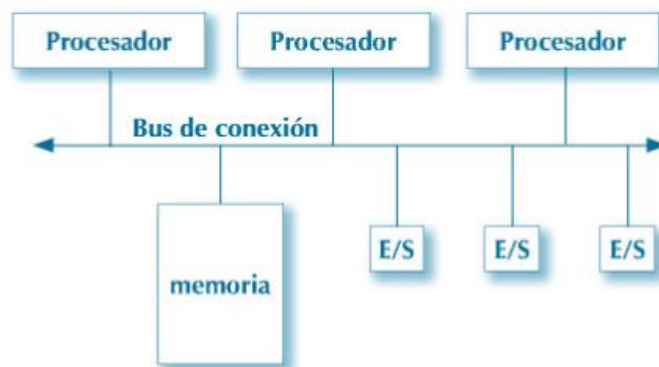 Procesador
Procesador
Procesador
Bus de conexión
memoria
E/S
E/S
E/S